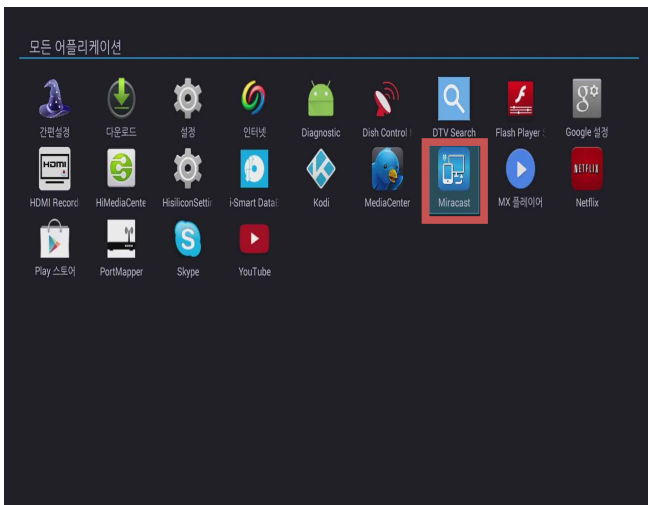 모든 어플리케이션
간편설정 다운로드 설정 인터넷 Diagnostic Dish Control DTV Search Flash Player Google 설정
HDMI
NETFLIX
HDMI Record HiMediaCente HisiliconSettin i-Smart Data Kodi MediaCenter Miracast MX 플레이어 Netflix
Play 스토어 PortMapper Skype YouTube